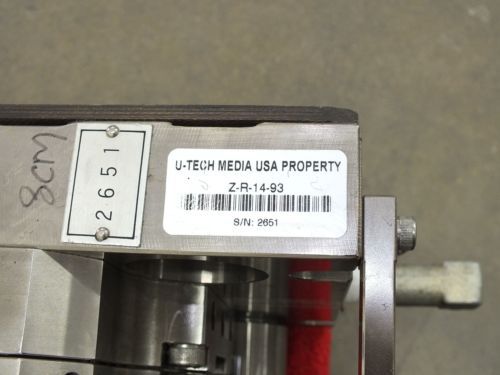 8CM
2651
U-TECH MEDIA USA PROPERTY
Z-R-14-93
S/N: 2651